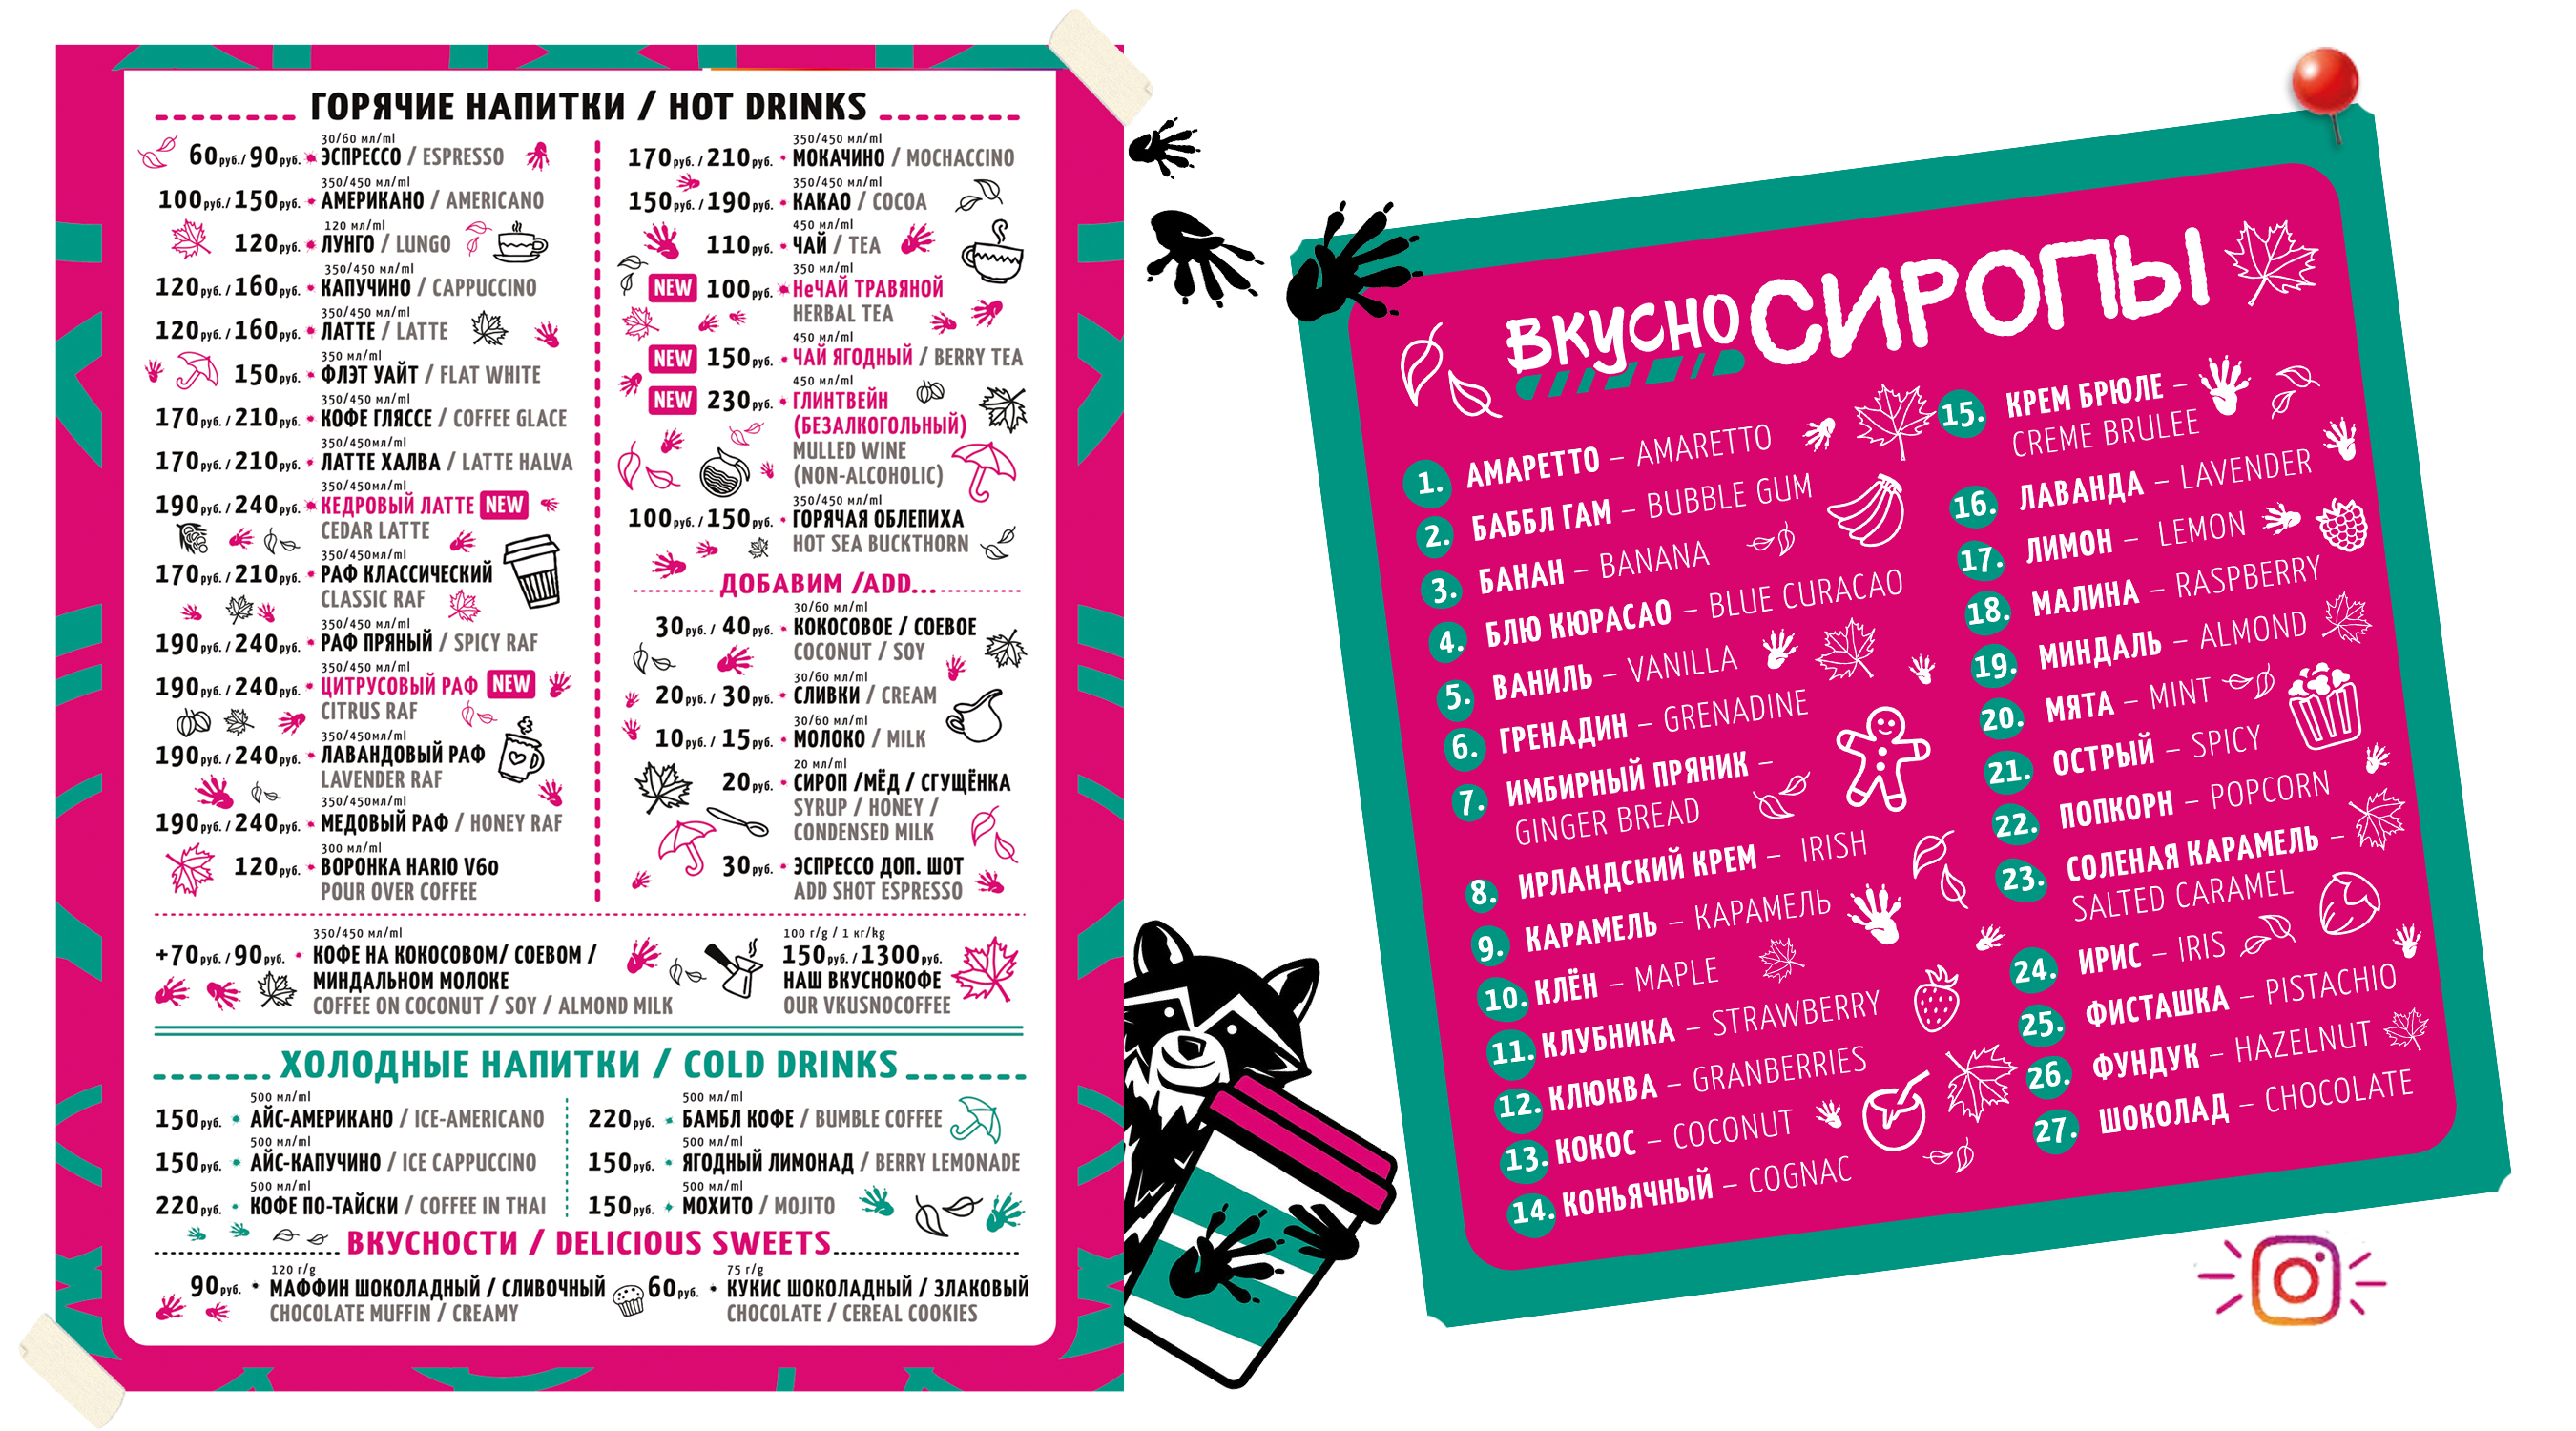 ГОРЯЧИЕ НАПИТКИ / HOT DRINKS
30/60 мл/ml
60руб./90руб. ЭСПРЕССО / ESPRESSO
350/450 мл/ml
100руб./150руб. АМЕРИКАНО / AMERICANO
120 мл/ml
120руб. ЛУНГО / LUNGO
350/450 мл/ml
120руб./160руб. КАПУЧИНО / CAPPUCCINO
350/450 мл/ml
120руб./160руб. ЛАТТЕ / LATTE
350 мл/ml
150руб. ФЛЭТ УАЙТ / FLAT WHITE
350/450 мл/ml
170руб./210руб. КОФЕ ГЛЯССЕ / COFFEE GLACE
350/450мл/ml
170руб./210руб. ЛАТТЕ ХАЛВА / LATTE HALVA
350/450мл/ml
190руб./240руб. КЕДРОВЫЙ ЛАТТЕ NEW
CEDAR LATTE
350/450мл/ml
170руб./210руб. РАФ КЛАССИЧЕСКИЙ
CLASSIC RAF
350/450 мл/ml
190руб./240руб. РАФ ПРЯНЫЙ / SPICY RAF
350/450 мл/ml
190руб./240руб. ЦИТРУСОВЫЙ РАФ NEW
CITRUS RAF
350/450мл/ml
190руб./240руб. ЛАВАНДОВЫЙ РАФ
LAVENDER RAF
350/450мл/ml
190руб./240руб. МЕДОВЫЙ РАФ / HONEY RAF
300 мл/ml
120руб. ВОРОНКА HARIO V60
POUR OVER COFFEE
350/450 мл/ml
170руб./210руб. МОКАЧИНО / MOCHACCINO
350/450 мл/ml
150руб./190руб. КАКАО / COCOA
450 мл/ml
110руб. ЧАЙ / TEA
350 мл/ml
NEW 100руб. НеЧАЙ ТРАВЯНОЙ
HERBAL TEA
450 мл/ml
NEW 150руб. ЧАЙ ЯГОДНЫЙ / BERRY TEA
450 мл/ml
NEW 230руб. ГЛИНТВЕЙН
(БЕЗАЛКОГОЛЬНЫЙ)
MULLED WINE
(NON-ALCOHOLIC)
350/450 мл/ml
100руб./150руб. ГОРЯЧАЯ ОБЛЕПИХА
HOT SEA BUCKTHORN
ДОБАВИМ /ADD...
30/60 мл/ml
30руб./ 40руб. КОКОСОВОЕ / СОЕВОЕ
COCONUT / SOY
30/60 мл/ml
20руб./ 30руб. СЛИВКИ / CREAM
30/60 мл/ml
10руб./ 15руб. МОЛОКО / MILK
20 мл/ml
20руб. СИРОП /МЁД / СГУЩЁНКА
SYRUP / HONEY /
CONDENSED MILK
30руб. ЭСПРЕССО ДОП. ШОТ
ADD SHOT ESPRESSO
350/450 мл/ml
+70руб./90руб. КОФЕ НА КОКОСОВОМ/ СОЕВОМ /
МИНДАЛЬНОМ МОЛОКЕ
COFFEE ON COCONUT / SOY / ALMOND MILK
100 г/g / 1 кг/kg
150руб./1300руб.
НАШ ВКУСНОКОФЕ
OUR VKUSNOCOFFEE
ХОЛОДНЫЕ НАПИТКИ / COLD DRINKS
500 мл/ml
150руб. АЙС-АМЕРИКАНО / ICE-AMERICANO
500 мл/ml
150руб. АЙС-КАПУЧИНО / ICE CAPPUCCINO
500 мл/ml
220руб. КОФЕ ПО-ТАЙСКИ / COFFEE IN THAI
500 мл/ml
220руб. БАМБЛ КОФЕ / BUMBLE COFFEE
500 мл/ml
150руб. ЯГОДНЫЙ ЛИМОНАД / BERRY LEMONADE
500 мл/ml
150руб. МОХИТО / MOJITO
ВКУСНОСТИ / DELICIOUS SWEETS
120 г/g
90руб. МАФФИН ШОКОЛАДНЫЙ / СЛИВОЧНЫЙ
CHOCOLATE MUFFIN / CREAMY
75 г/g
60руб. КУКИС ШОКОЛАДНЫЙ / ЗЛАКОВЫЙ
CHOCOLATE / CEREAL COOKIES
ВКУСНОСИРОПЫ
1. АМАРЕТТО – AMARETTO
2. БАББЛ ГАМ – BUBBLE GUM
3. БАНАН – BANANA
4. БЛЮ КЮРАСАО – BLUE CURACAO
5. ВАНИЛЬ – VANILLA
6. ГРЕНАДИН – GRENADINE
7. ИМБИРНЫЙ ПРЯНИК –
GINGER BREAD
8. ИРЛАНДСКИЙ КРЕМ – IRISH
9. КАРАМЕЛЬ – КАРАМЕЛЬ
10. КЛЁН – MAPLE
11. КЛУБНИКА – STRAWBERRY
12. КЛЮКВА – GRANBERRIES
13. КОКОС – COCONUT
14. КОНЬЯЧНЫЙ – COGNAC
15. КРЕМ БРЮЛЕ –
CREME BRULEE
16. ЛАВАНДА – LAVENDER
17. ЛИМОН – LEMON
18. МАЛИНА – RASPBERRY
19. МИНДАЛЬ – ALMOND
20. МЯТА – MINT
21. ОСТРЫЙ – SPICY
22. ПОПКОРН – POPCORN
23. СОЛЕНАЯ КАРАМЕЛЬ –
SALTED CARAMEL
24. ИРИС – IRIS
25. ФИСТАШКА – PISTACHIO
26. ФУНДУК – HAZELNUT
27. ШОКОЛАД – CHOCOLATE